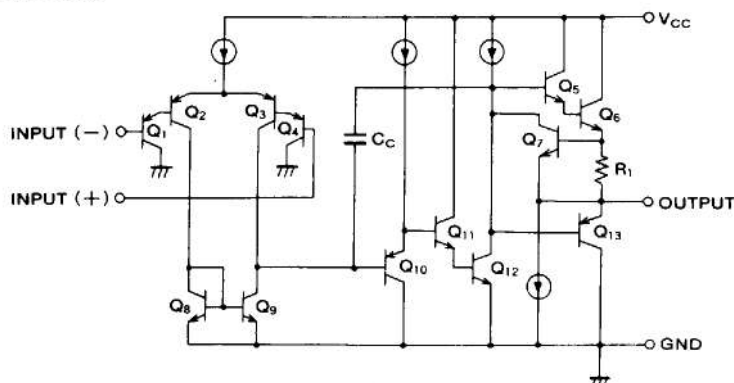 VCC
Q5
Q2
Q3
Q6
Q1
Q4
INPUT (−)
CC
Q7
R1
INPUT (+)
OUTPUT
Q11
Q13
Q10
Q12
Q8
Q9
GND